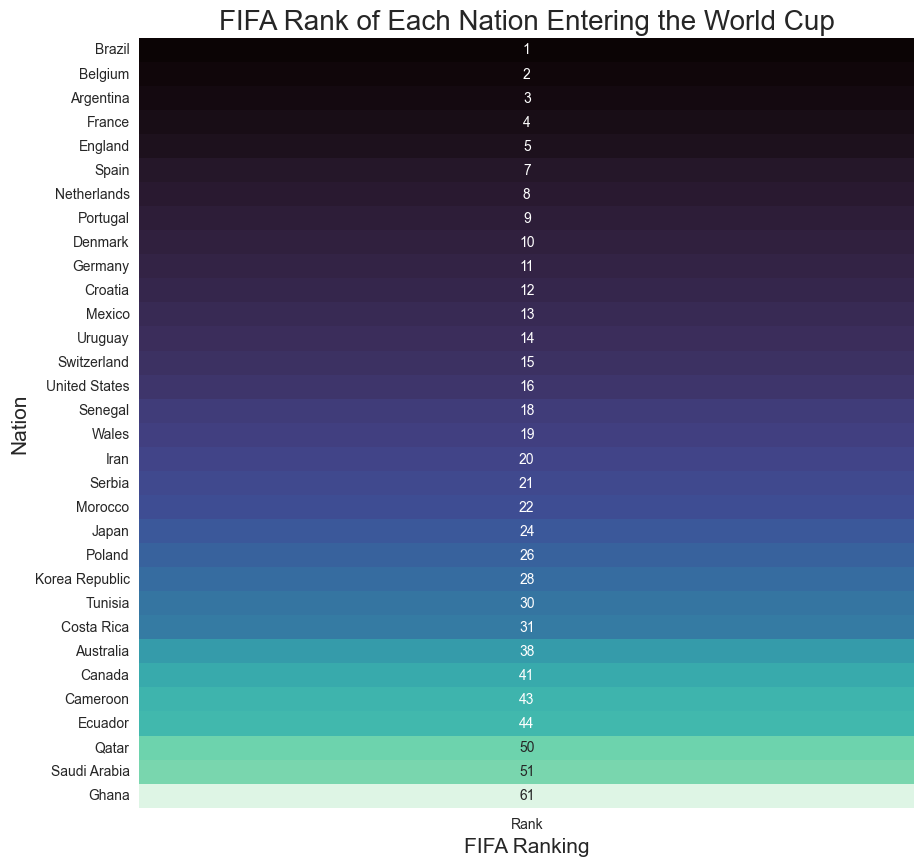 FIFA Rank of Each Nation Entering the World Cup
Brazil 1
Belgium 2
Argentina 3
France 4
England 5
Spain 7
Netherlands 8
Portugal 9
Denmark 10
Germany 11
Croatia 12
Mexico 13
Uruguay 14
Switzerland 15
United States 16
Senegal 18
Wales 19
Iran 20
Serbia 21
Morocco 22
Japan 24
Poland 26
Korea Republic 28
Tunisia 30
Costa Rica 31
Australia 38
Canada 41
Cameroon 43
Ecuador 44
Qatar 50
Saudi Arabia 51
Ghana 61
Nation
Rank
FIFA Ranking